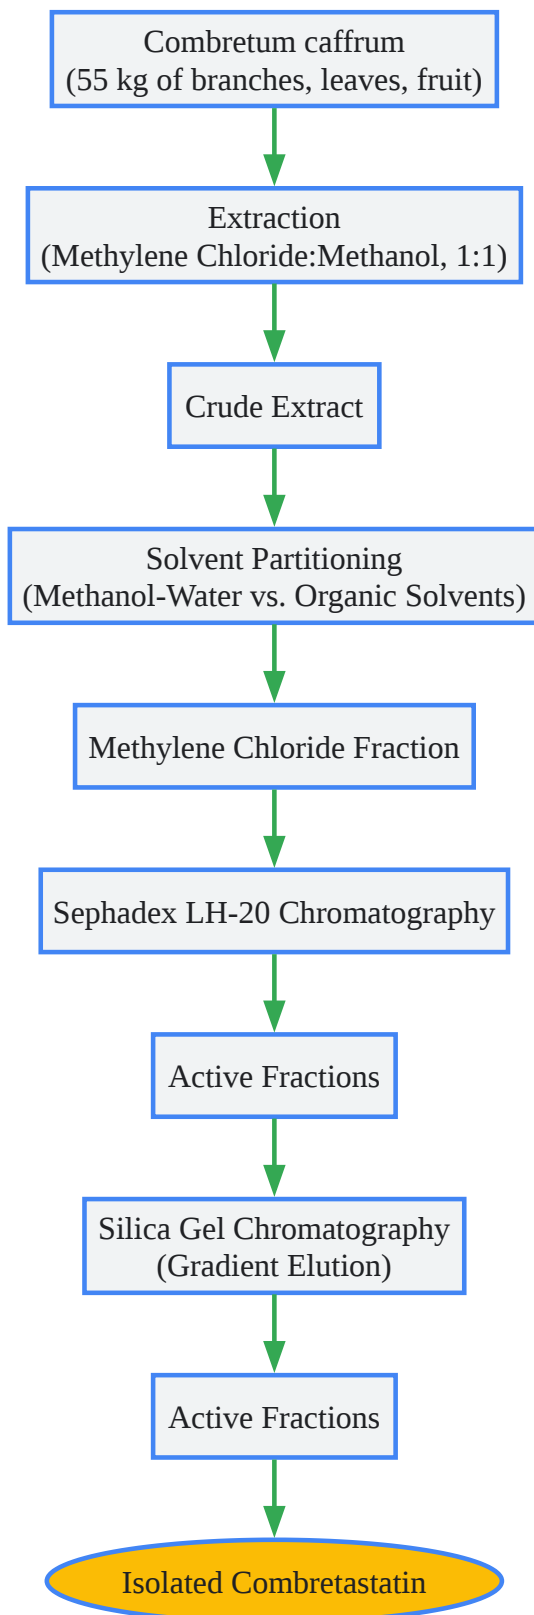 Combretum caffrum
(55 kg of branches, leaves, fruit)
Extraction
(Methylene Chloride:Methanol, 1:1)
Crude Extract
Solvent Partitioning
(Methanol-Water vs. Organic Solvents)
Methylene Chloride Fraction
Sephadex LH-20 Chromatography
Active Fractions
Silica Gel Chromatography
(Gradient Elution)
Active Fractions
Isolated Combretastatin